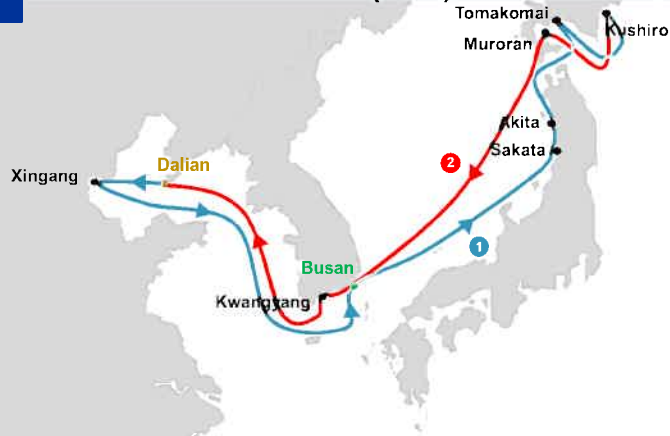 Tomakomai
Kushiro
Muroran
Akita
Sakata
2
Dalian
Xingang
1
Busan
Kwangyang